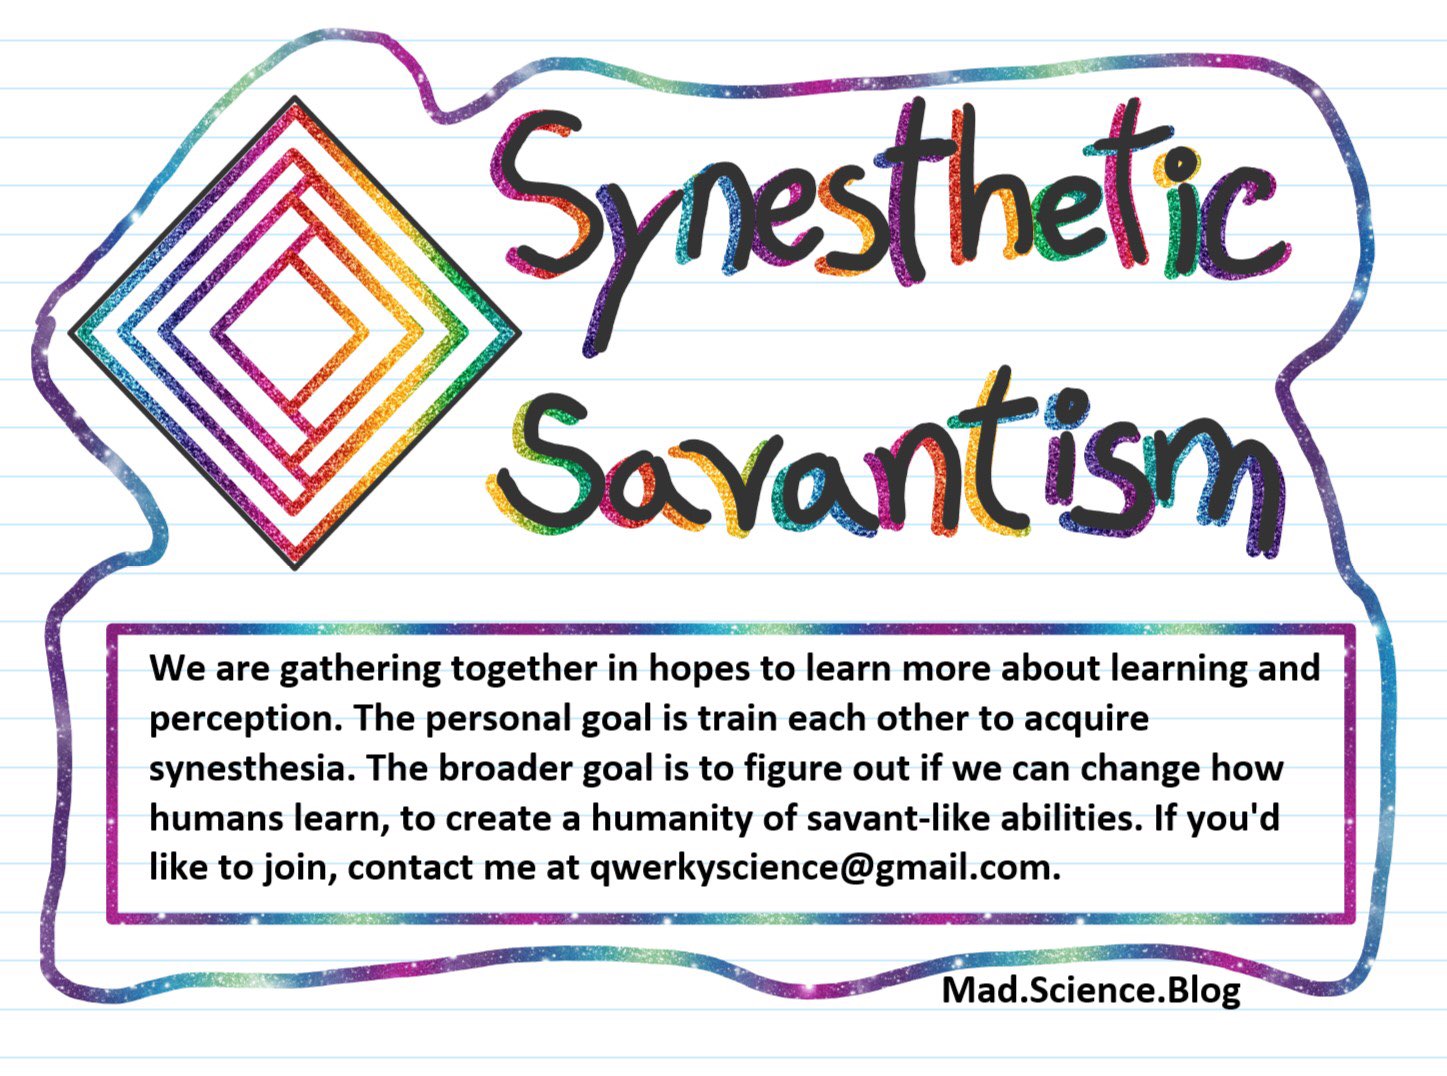 Synesthetic
Savantism
We are gathering together in hopes to learn more about learning and
perception. The personal goal is train each other to acquire
synesthesia. The broader goal is to figure out if we can change how
humans learn, to create a humanity of savant-like abilities. If you'd
like to join, contact me at qwerkyscience@gmail.com.
Mad.Science.Blog